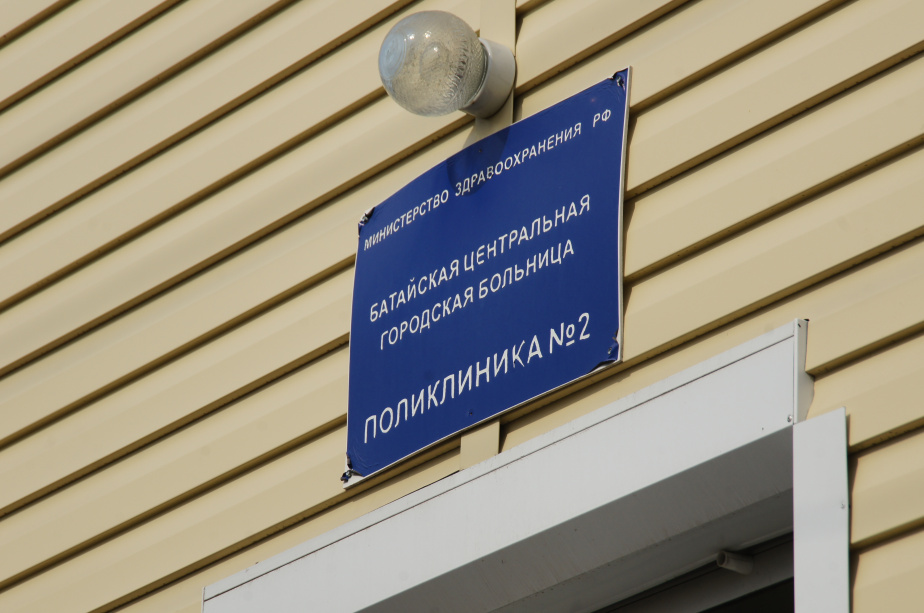 МИНИСТЕРСТВО ЗДРАВООХРАНЕНИЯ РФ
БАТАЙСКАЯ ЦЕНТРАЛЬНАЯ
ГОРОДСКАЯ БОЛЬНИЦА
ПОЛИКЛИНИКА №2